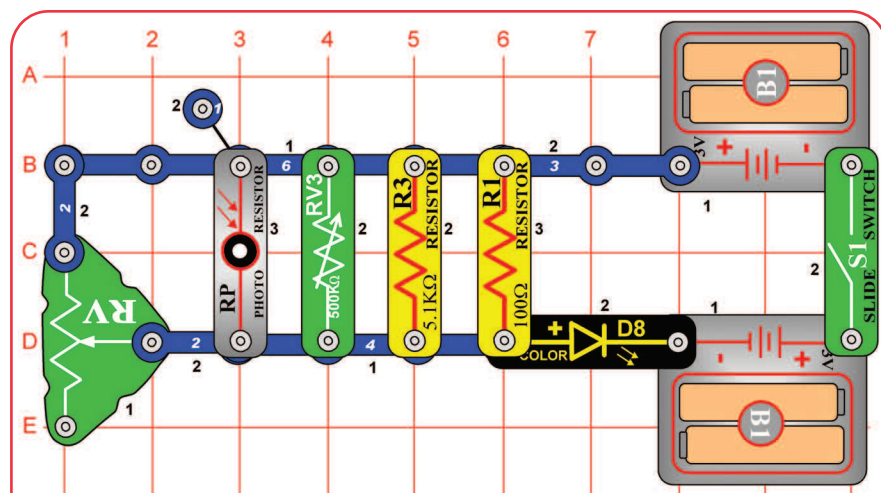 1 2 3 4 5 6 7
A
B1
2 1
1 2 3V + -
B 6 3
RESISTOR
RV3
R3
RESISTOR
R1
RESISTOR
SLIDE SWITCH
S1
2 2 1
3 2 2 3 2
C
RP
PHOTO
500KΩ
5.1KΩ
100Ω
RV
2 1
D 2 4 + D8 - + 3V
COLOR
2 1
1
E
B1